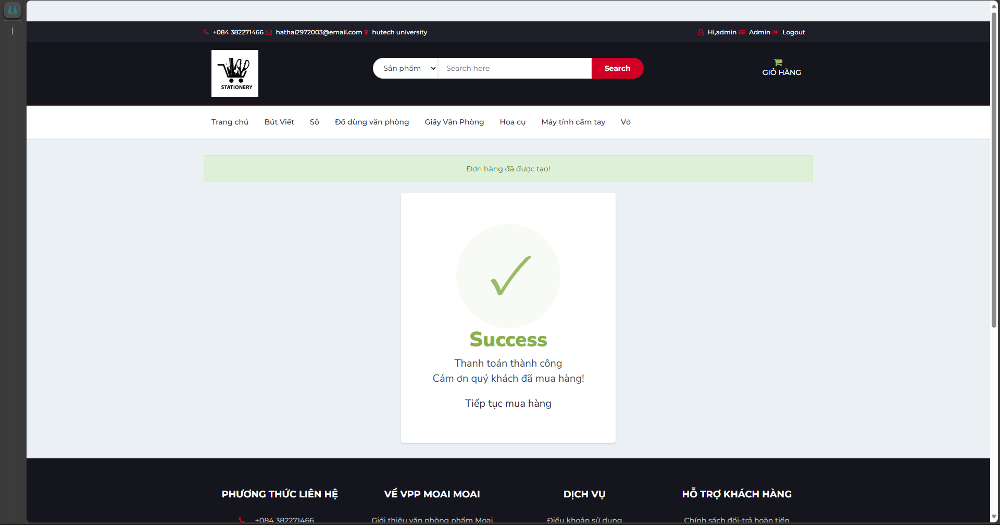 +084 382271466 hathai2972003@email.com hutech university Hi,admin Admin Logout
STATIONERY
Sản phẩm Search here Search
GIỎ HÀNG
Trang chủ Bút Viết Sổ Đồ dùng văn phòng Giấy Văn Phòng Họa cụ Máy tính cầm tay Vở
Đơn hàng đã được tạo!
Success
Thanh toán thành công
Cảm ơn quý khách đã mua hàng!
Tiếp tục mua hàng
PHƯƠNG THỨC LIÊN HỆ VỀ VPP MOAI MOAI DỊCH VỤ HỖ TRỢ KHÁCH HÀNG
+084 382271466 Giới thiệu văn phòng phẩm Moai Điều khoản sử dụng Chính sách đổi-trả hoàn tiền